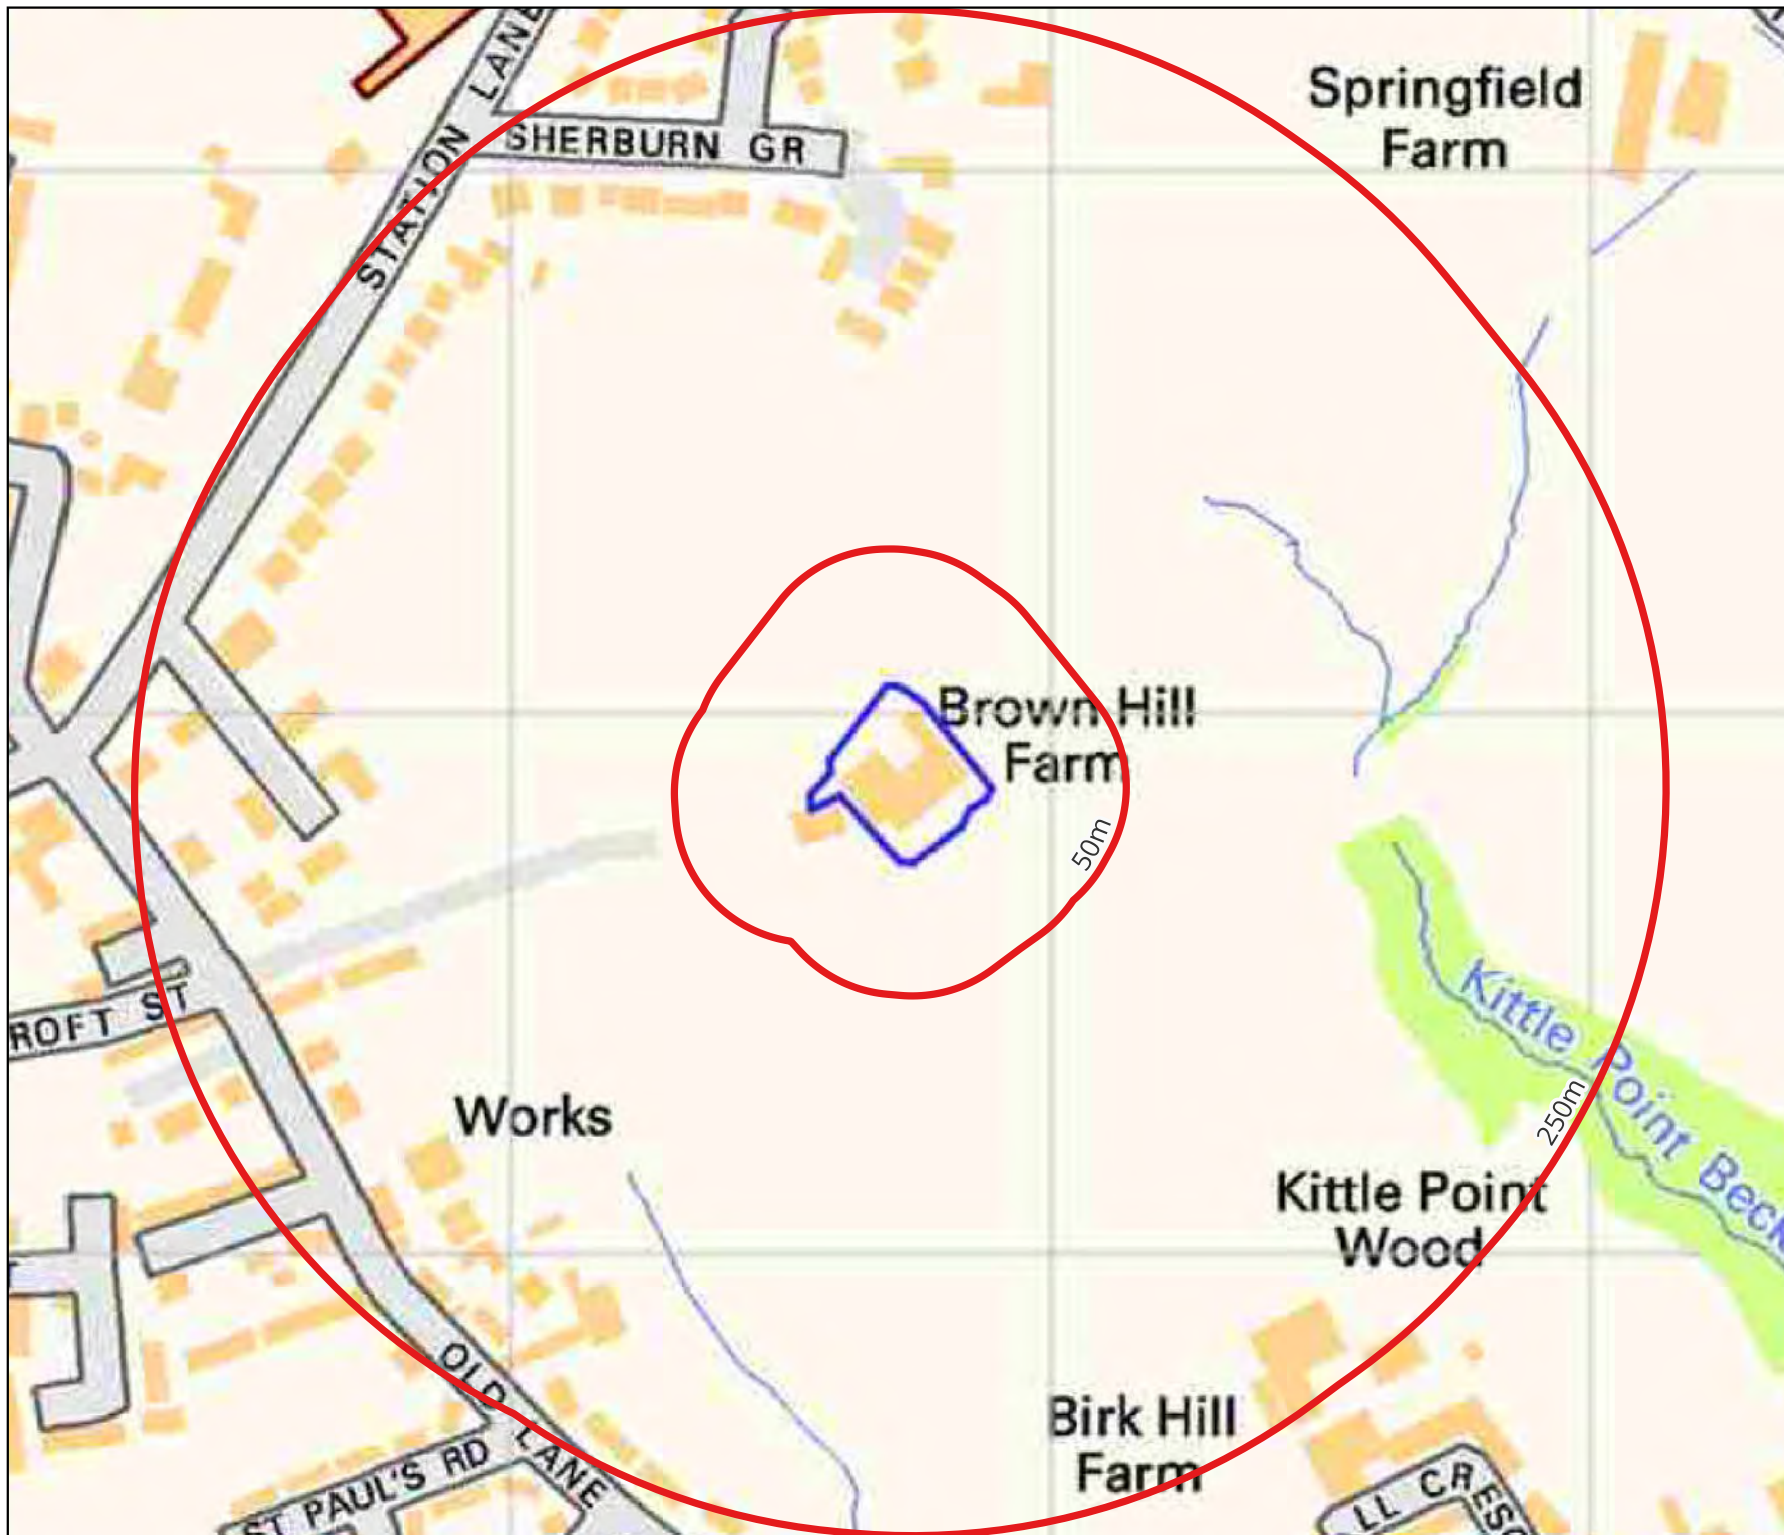 STATION LANE
SHERBURN GR
Springfield
Farm
Brown Hill
Farm
50m
Kittle Point Beck
ROFT ST
Works
250m
Kittle Point
Wood
OLD LANE
Birk Hill
Farm
ST PAUL'S RD
LL CRESC